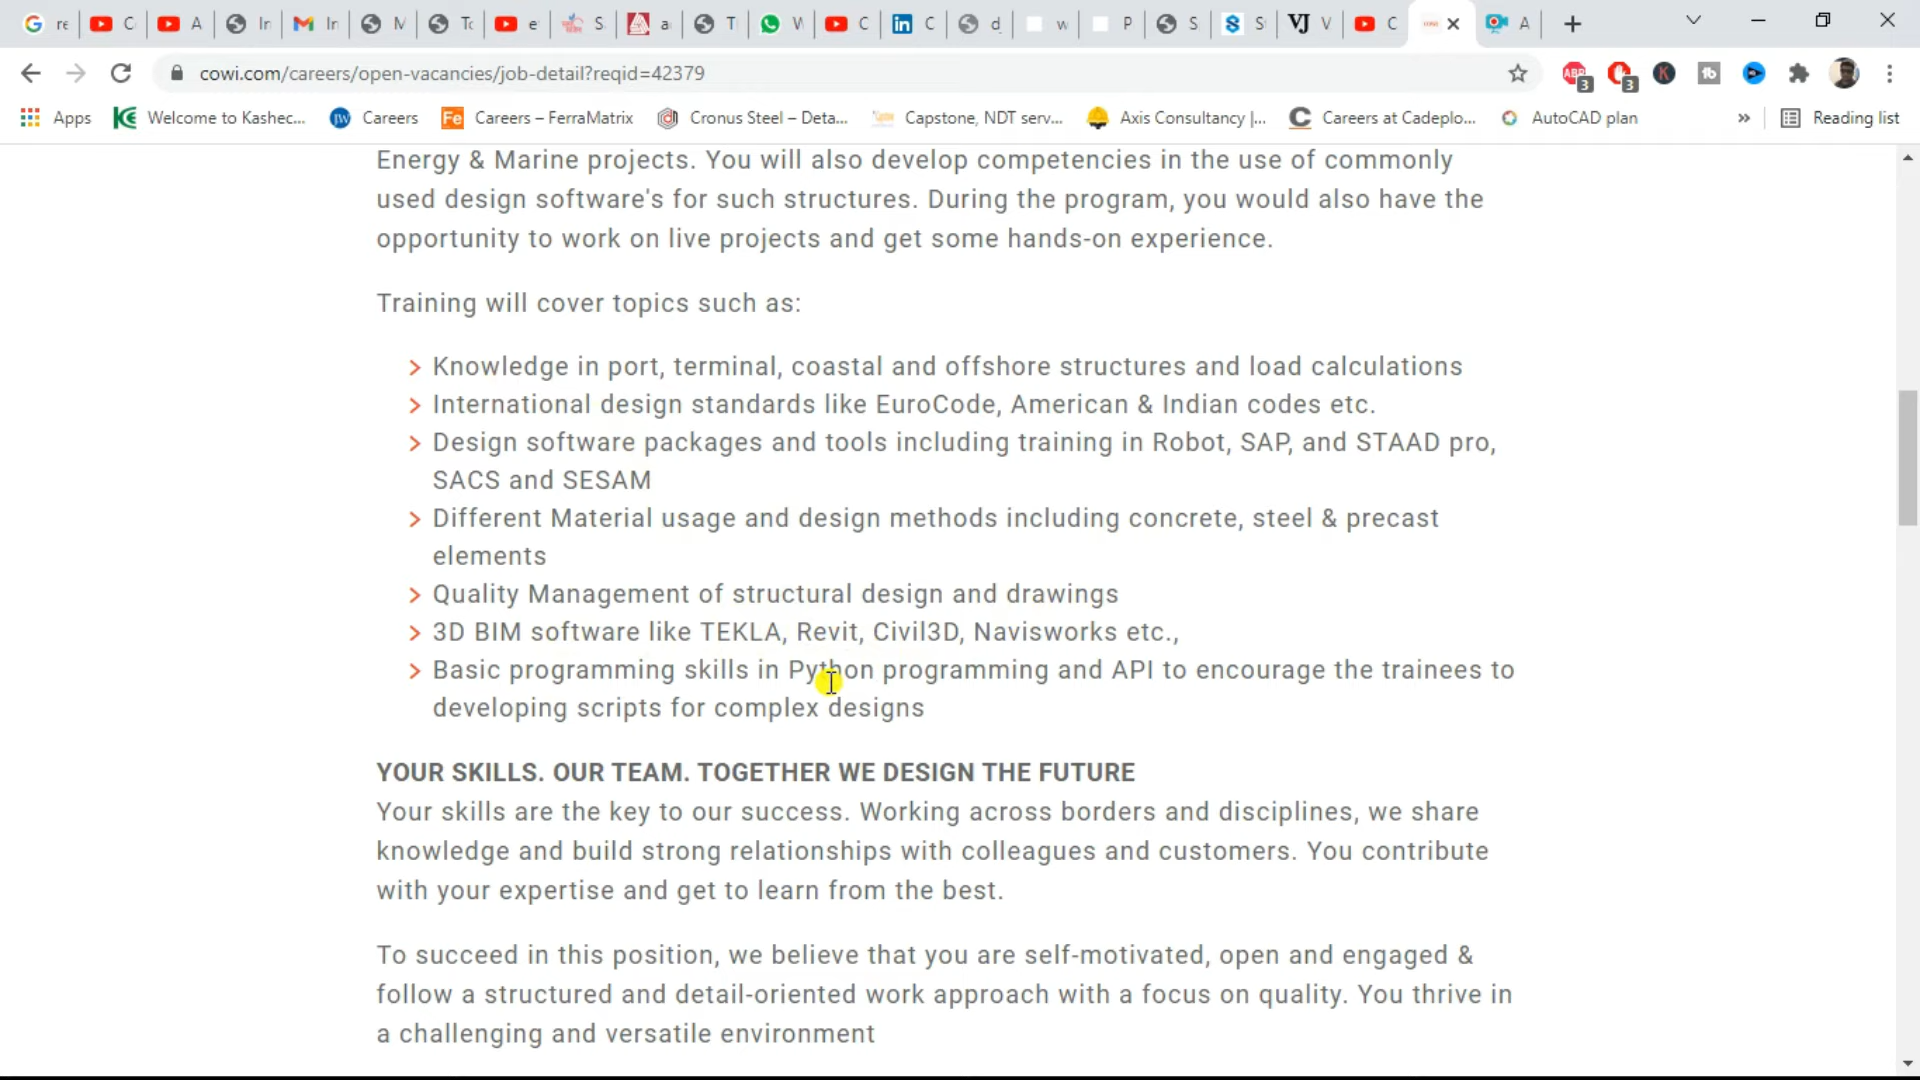 re C A In In M To e S. a T V C C d w P S S VJ V C A
cowi.com/careers/open-vacancies/job-detail?reqid=42379
ABP 3 3 K tb
Apps Welcome to Kashec... JW Careers Fe Careers – FerraMatrix Cronus Steel – Deta... Capstone, NDT serv... Axis Consultancy |... Careers at Cadeplo... AutoCAD plan » Reading list
Energy & Marine projects. You will also develop competencies in the use of commonly
used design software's for such structures. During the program, you would also have the
opportunity to work on live projects and get some hands-on experience.
Training will cover topics such as:
> Knowledge in port, terminal, coastal and offshore structures and load calculations
> International design standards like EuroCode, American & Indian codes etc.
> Design software packages and tools including training in Robot, SAP, and STAAD pro,
SACS and SESAM
> Different Material usage and design methods including concrete, steel & precast
elements
> Quality Management of structural design and drawings
> 3D BIM software like TEKLA, Revit, Civil3D, Navisworks etc.,
> Basic programming skills in Python programming and API to encourage the trainees to
developing scripts for complex designs
YOUR SKILLS. OUR TEAM. TOGETHER WE DESIGN THE FUTURE
Your skills are the key to our success. Working across borders and disciplines, we share
knowledge and build strong relationships with colleagues and customers. You contribute
with your expertise and get to learn from the best.
To succeed in this position, we believe that you are self-motivated, open and engaged &
follow a structured and detail-oriented work approach with a focus on quality. You thrive in
a challenging and versatile environment